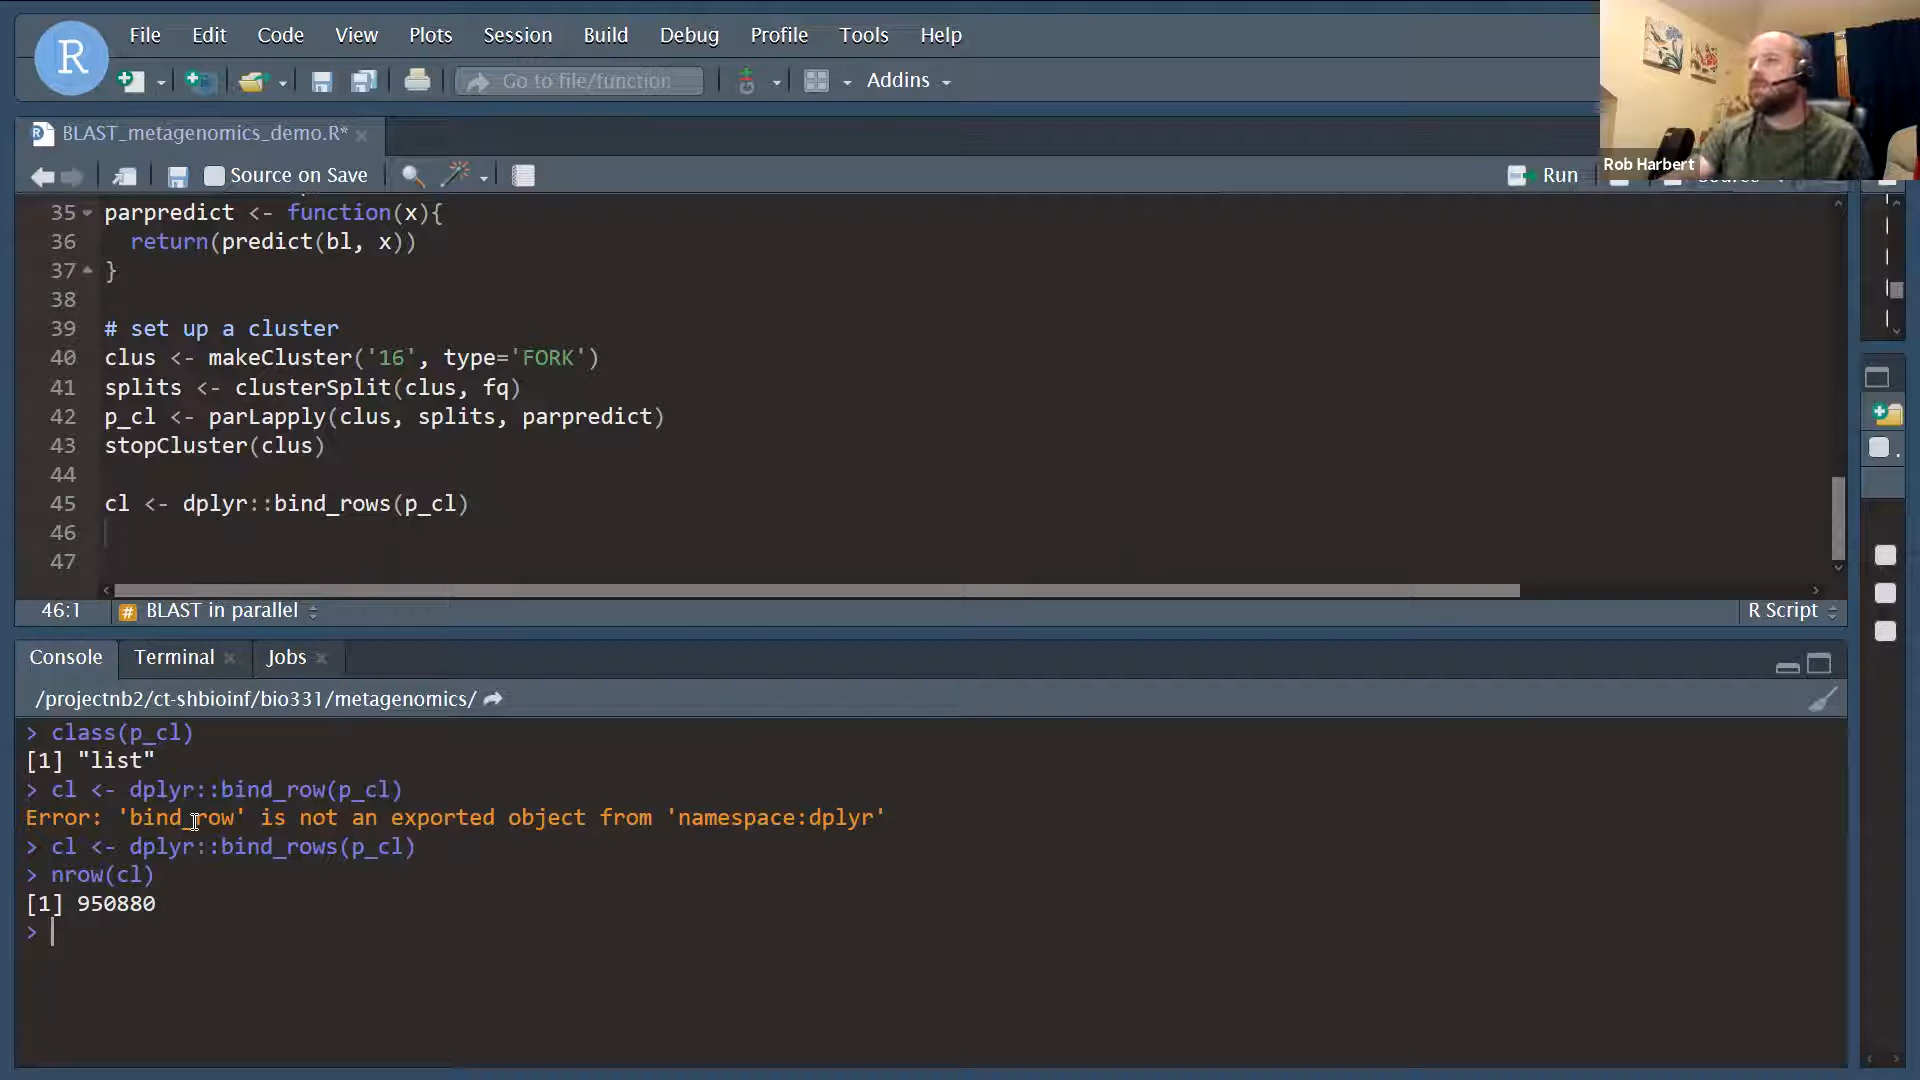 R
File Edit Code View Plots Session Build Debug Profile Tools Help
Go to file/function Addins
BLAST_metagenomics_demo.R*
Source on Save Run
Rob Harbert
35 parpredict <- function(x){
36 return(predict(bl, x))
37 }
38
39 # set up a cluster
40 clus <- makeCluster('16', type='FORK')
41 splits <- clusterSplit(clus, fq)
42 p_cl <- parLapply(clus, splits, parpredict)
43 stopCluster(clus)
44
45 cl <- dplyr::bind_rows(p_cl)
46
47
46:1 # BLAST in parallel R Script
Console Terminal Jobs
/projectnb2/ct-shbioinf/bio331/metagenomics/
> class(p_cl)
[1] "list"
> cl <- dplyr::bind_row(p_cl)
Error: 'bind_row' is not an exported object from 'namespace:dplyr'
> cl <- dplyr::bind_rows(p_cl)
> nrow(cl)
[1] 950880
>